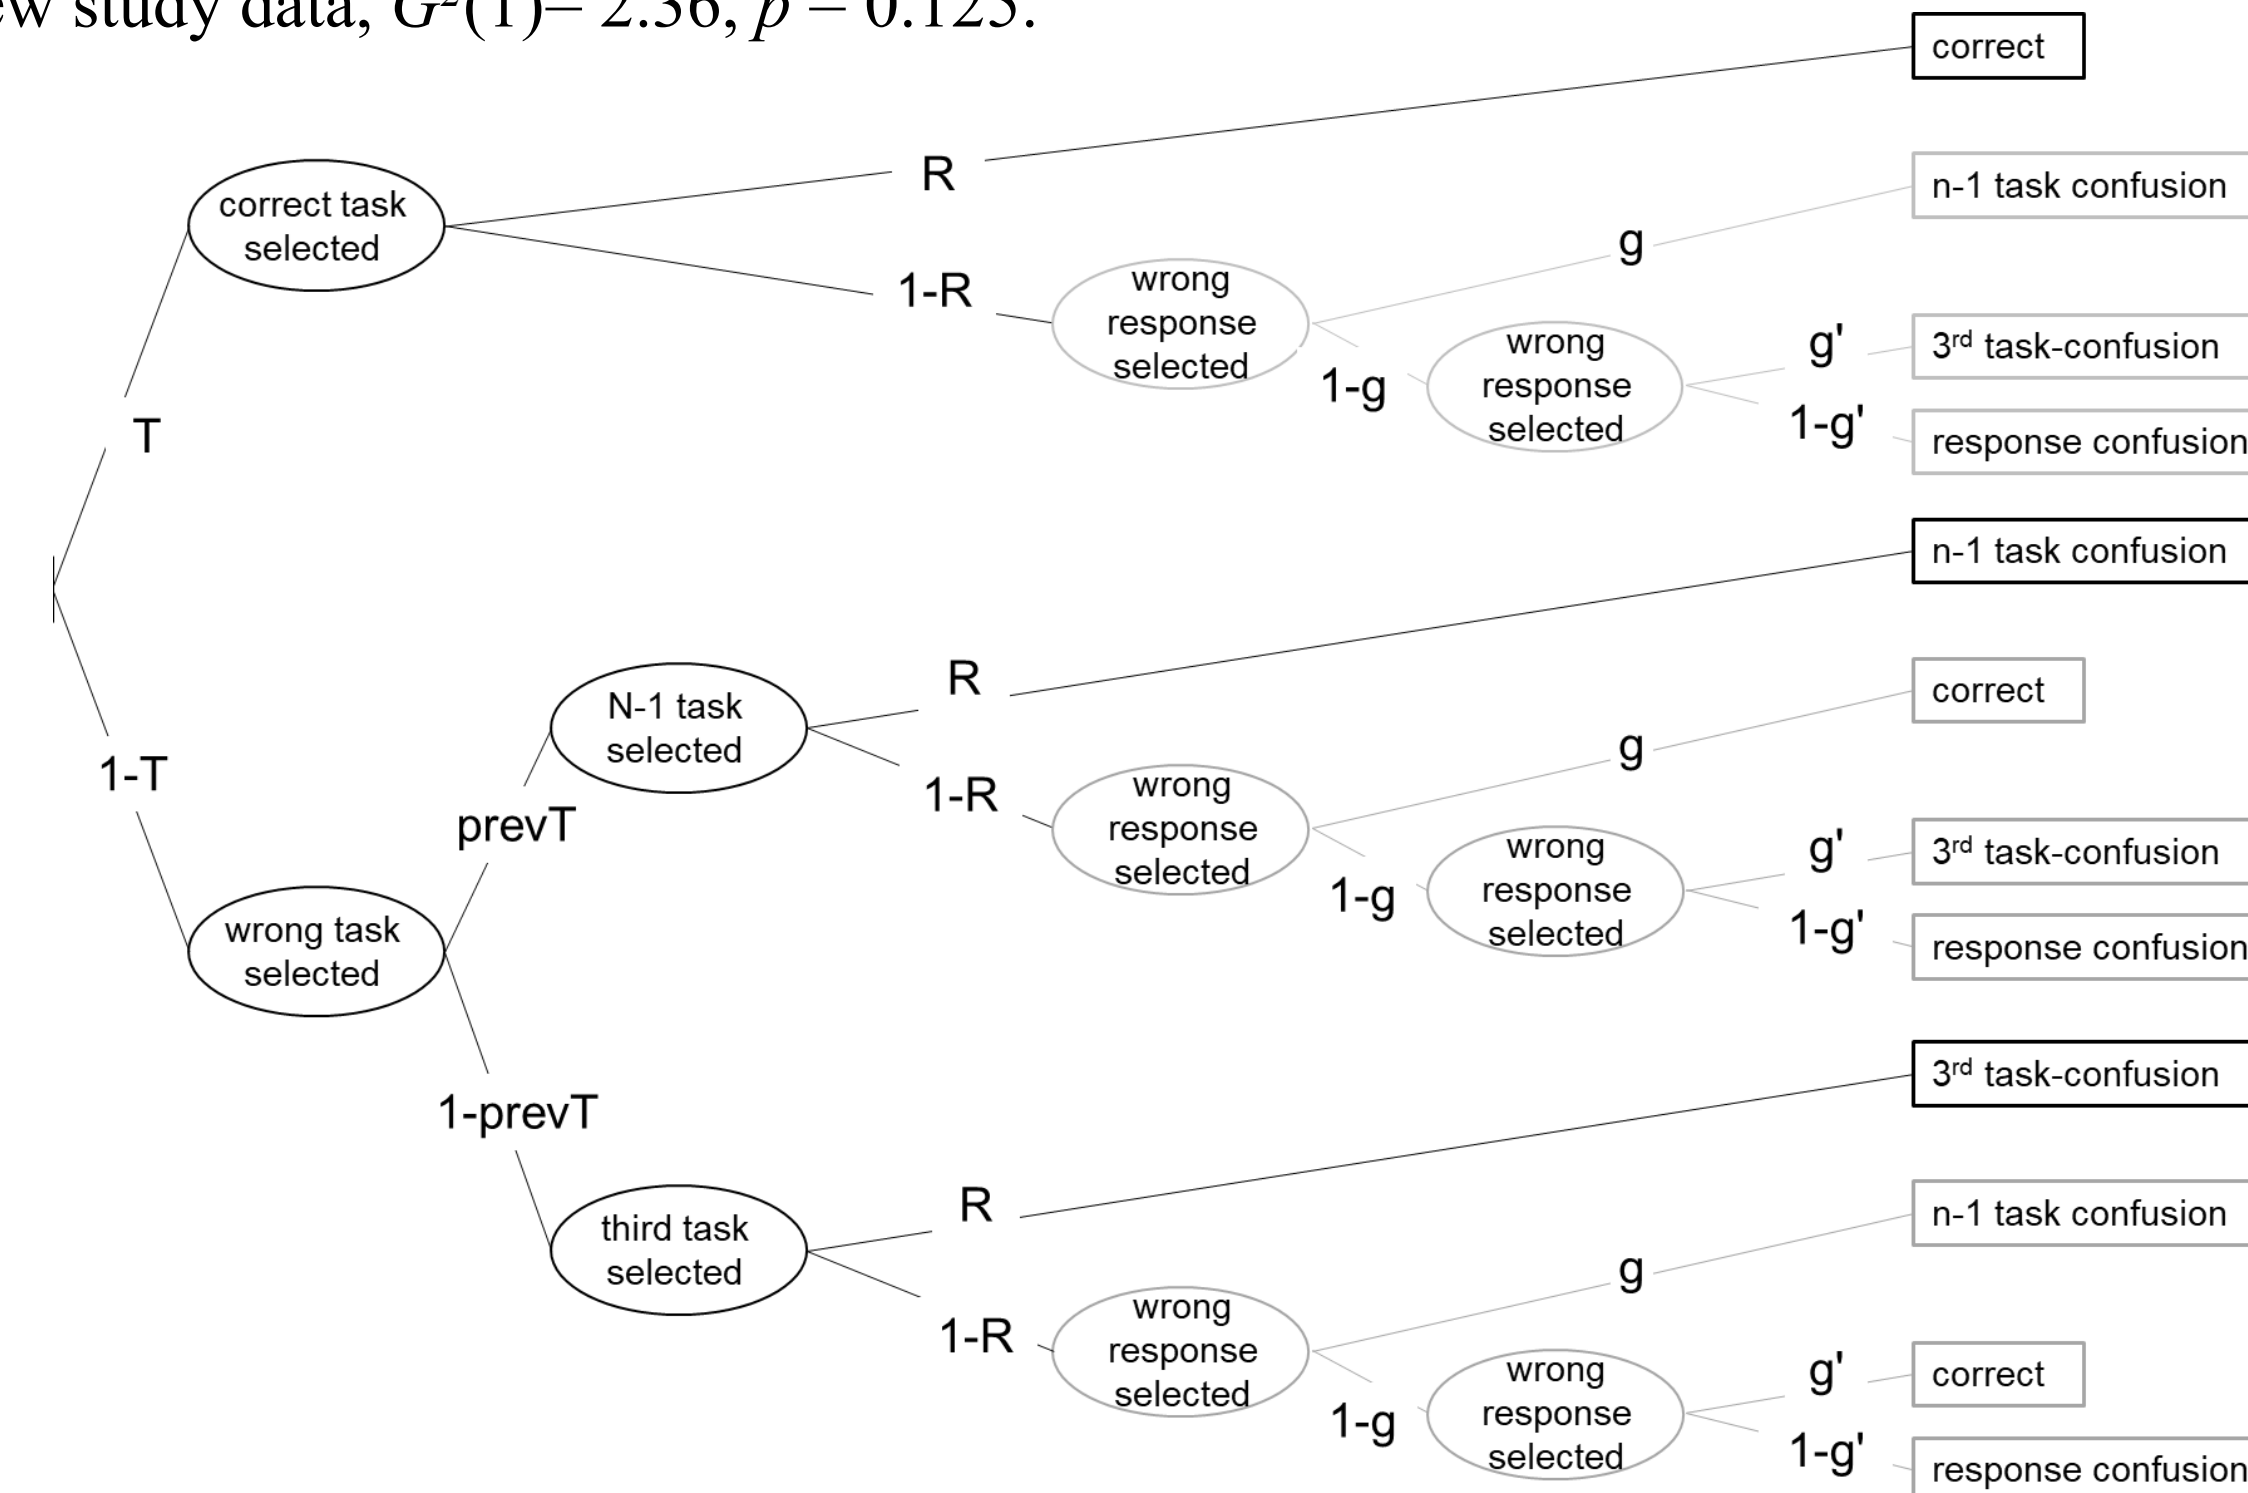 ew study data, G²(1)= 2.36, p = 0.125.
correct
R
n-1 task confusion
correct task
selected
g
1-R
wrong
response
selected
1-g
wrong
response
selected
g'
3rd task-confusion
1-g'
response confusion
T
n-1 task confusion
R
N-1 task
selected
correct
g
1-T
1-R
wrong
response
selected
prevT
1-g
wrong
response
selected
g'
3rd task-confusion
1-g'
response confusion
wrong task
selected
3rd task-confusion
1-prevT
R
n-1 task confusion
third task
selected
g
1-R
wrong
response
selected
1-g
wrong
response
selected
g'
correct
1-g'
response confusion